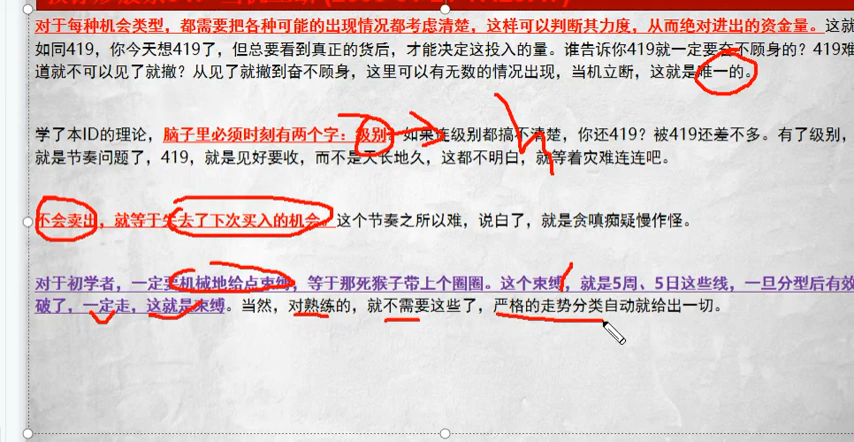 对于每种机会类型，都需要把各种可能的出现情况都考虑清楚，这样可以判断其力度，从而绝对进出的资金量。这就
如同419，你今天想419了，但总要看到真正的货后，才能决定这投入的量。谁告诉你419就一定要奋不顾身的？419难
道就不可以见了就撤？从见了就撤到奋不顾身，这里可以有无数的情况出现，当机立断，这就是唯一的。
学了本ID的理论，脑子里必须时刻有两个字：级别。如果连级别都搞不清楚，你还419？被419还差不多。有了级别，
就是节奏问题了，419，就是见好要收，而不是天长地久，这都不明白，就等着灾难连连吧。
不会卖出，就等于失去了下次买入的机会。这个节奏之所以难，说白了，就是贪嗔痴疑慢作怪。
对于初学者，一定要机械地给点束缚，等于那死猴子带上个圈圈。这个束缚，就是5周、5日这些线，一旦分型后有效
破了，一定走，这就是束缚。当然，对熟练的，就不需要这些了，严格的走势分类自动就给出一切。